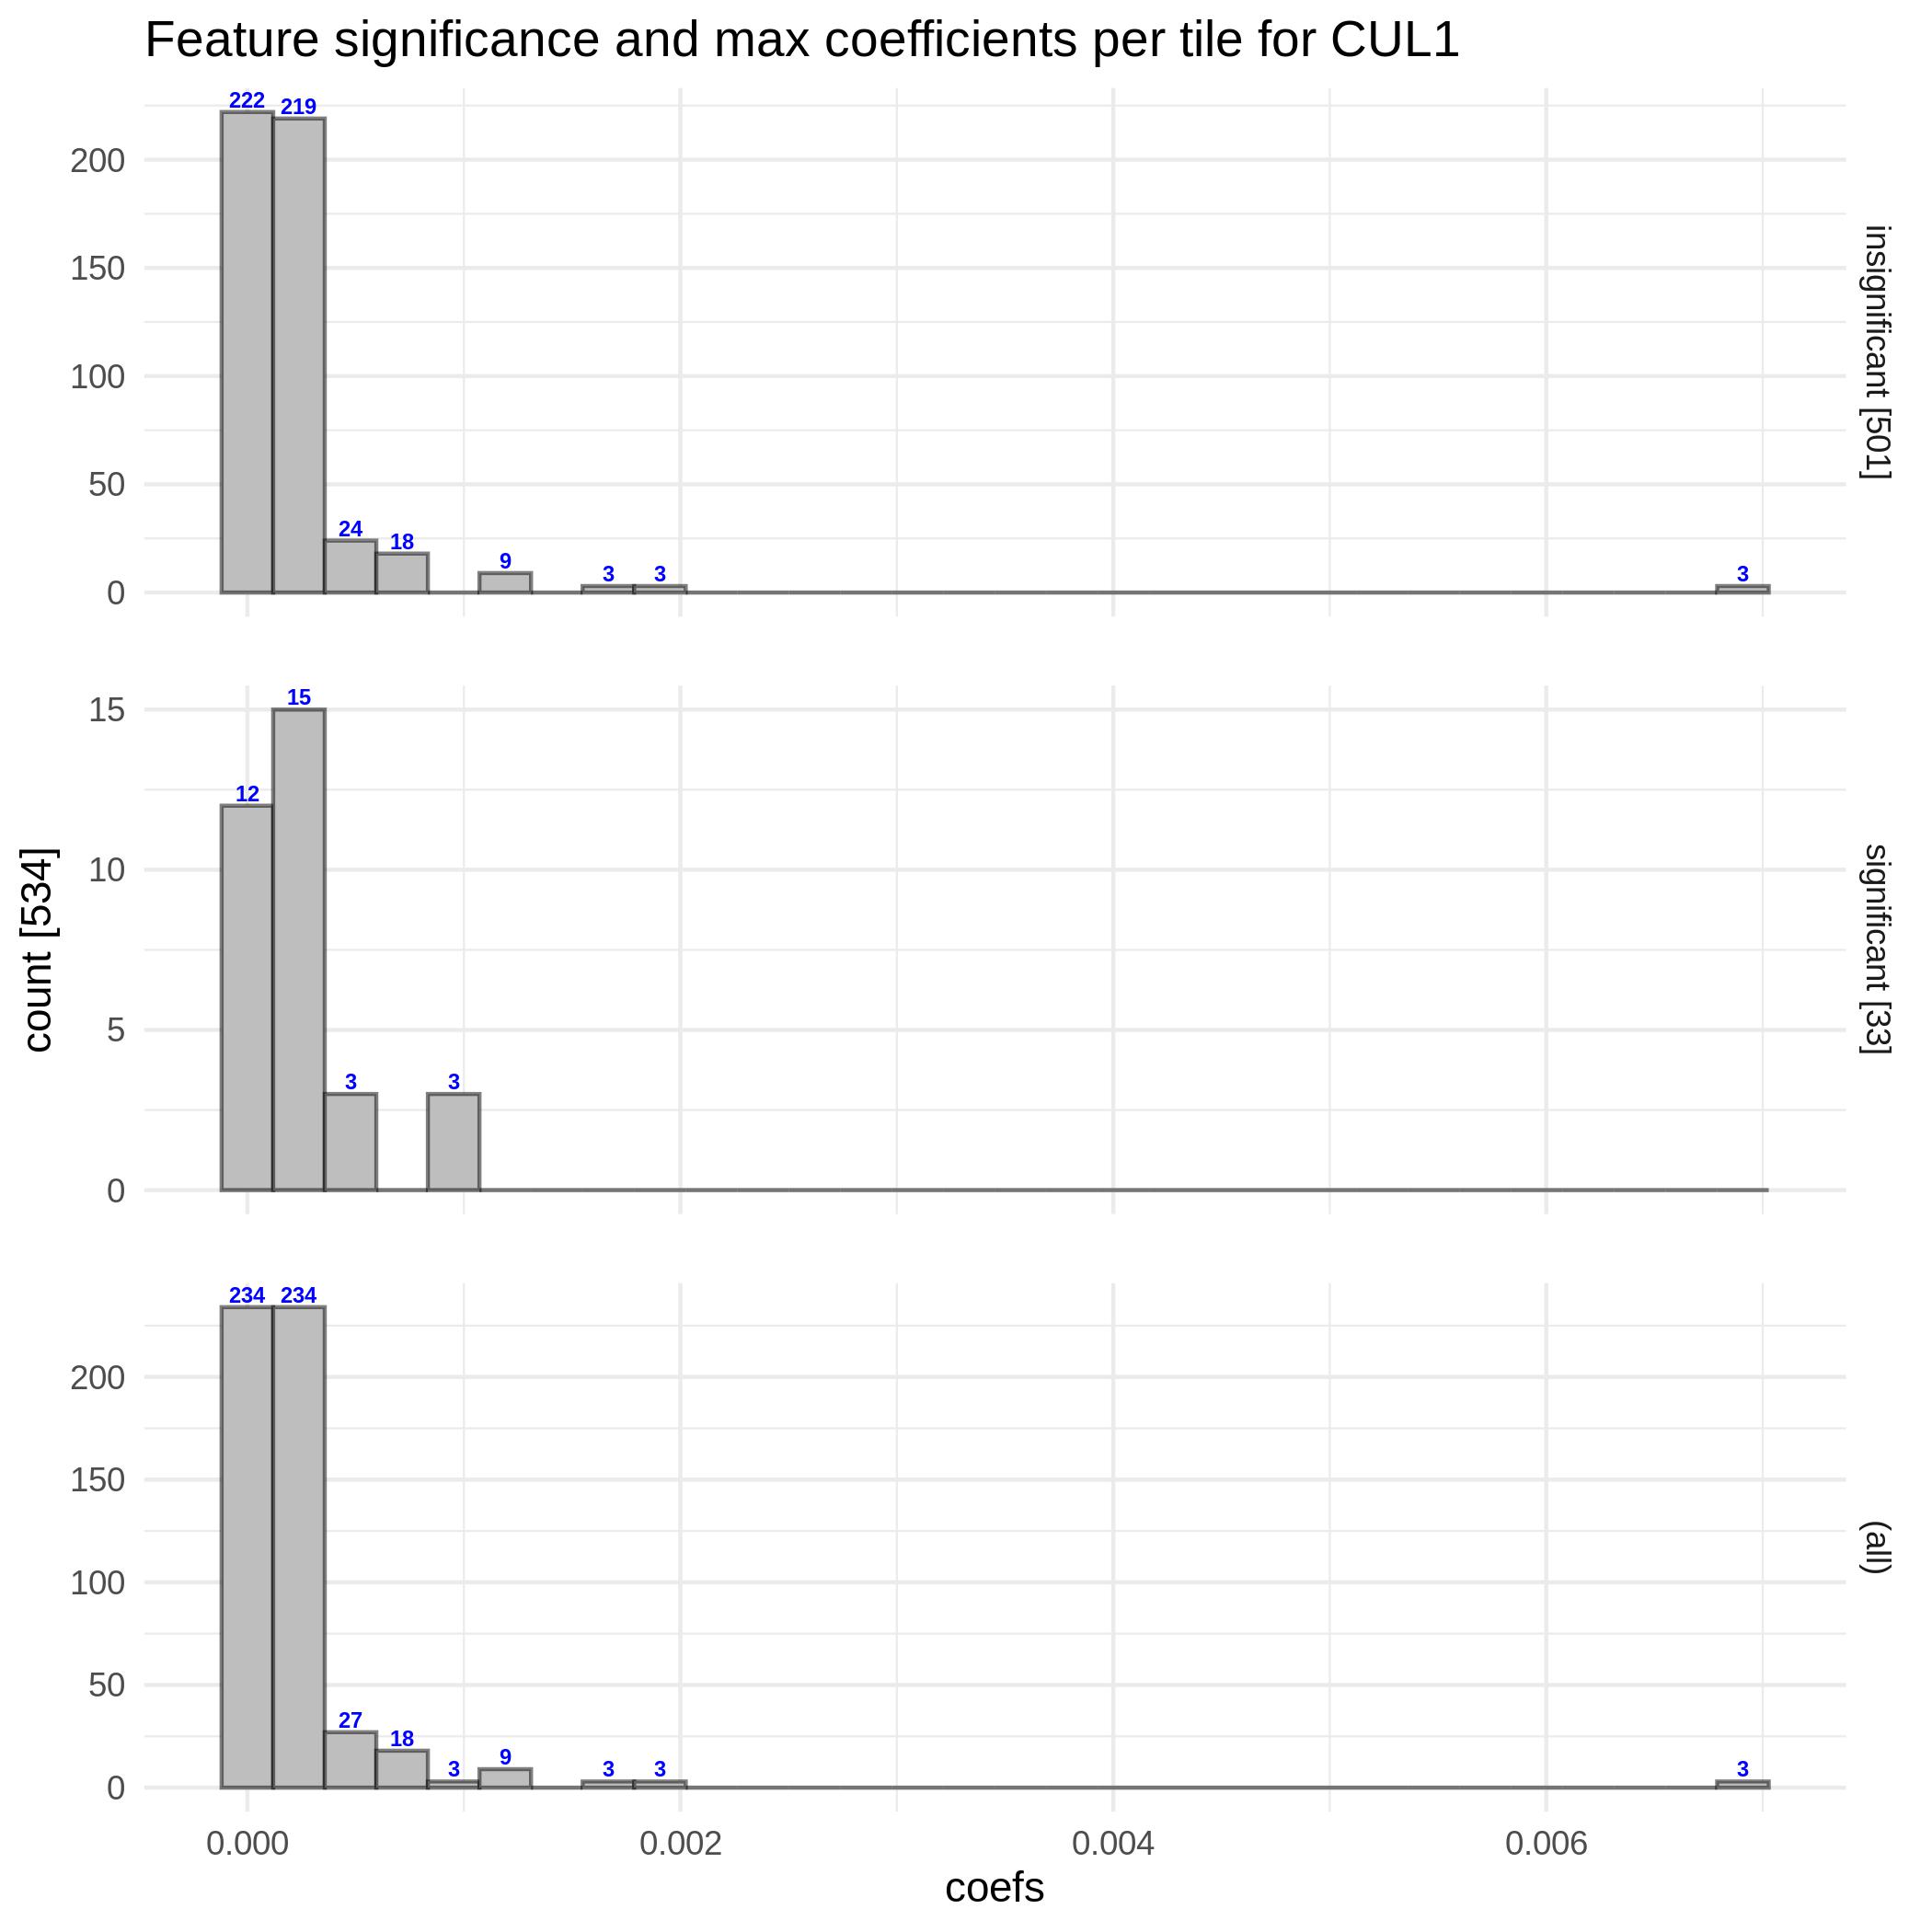 Feature significance and max coefficients per tile for CUL1
222 219 24 18 9 3 3 3
200
150
100
50
0
insignificant [501]
12 15 3 3
15
10
5
0
significant [33]
count [534]
234 234 27 18 3 9 3 3 3
200
150
100
50
0
(all)
0.000 0.002 0.004 0.006
coefs